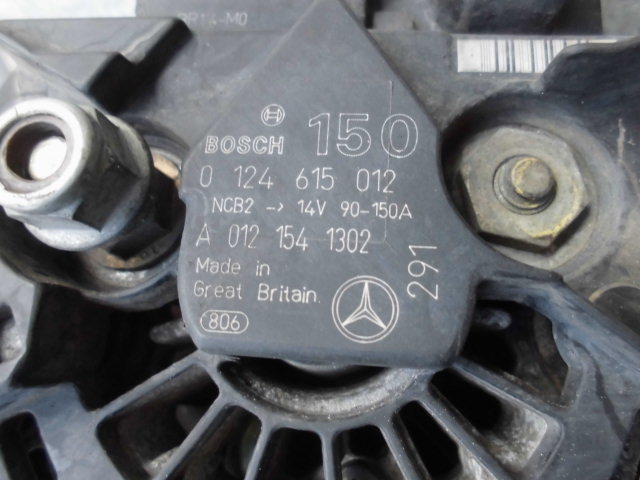 BOSCH 150
0 124 615 012
NCB2 → 14V 90-150A
A 012 154 1302
Made in
Great Britain.
806
291